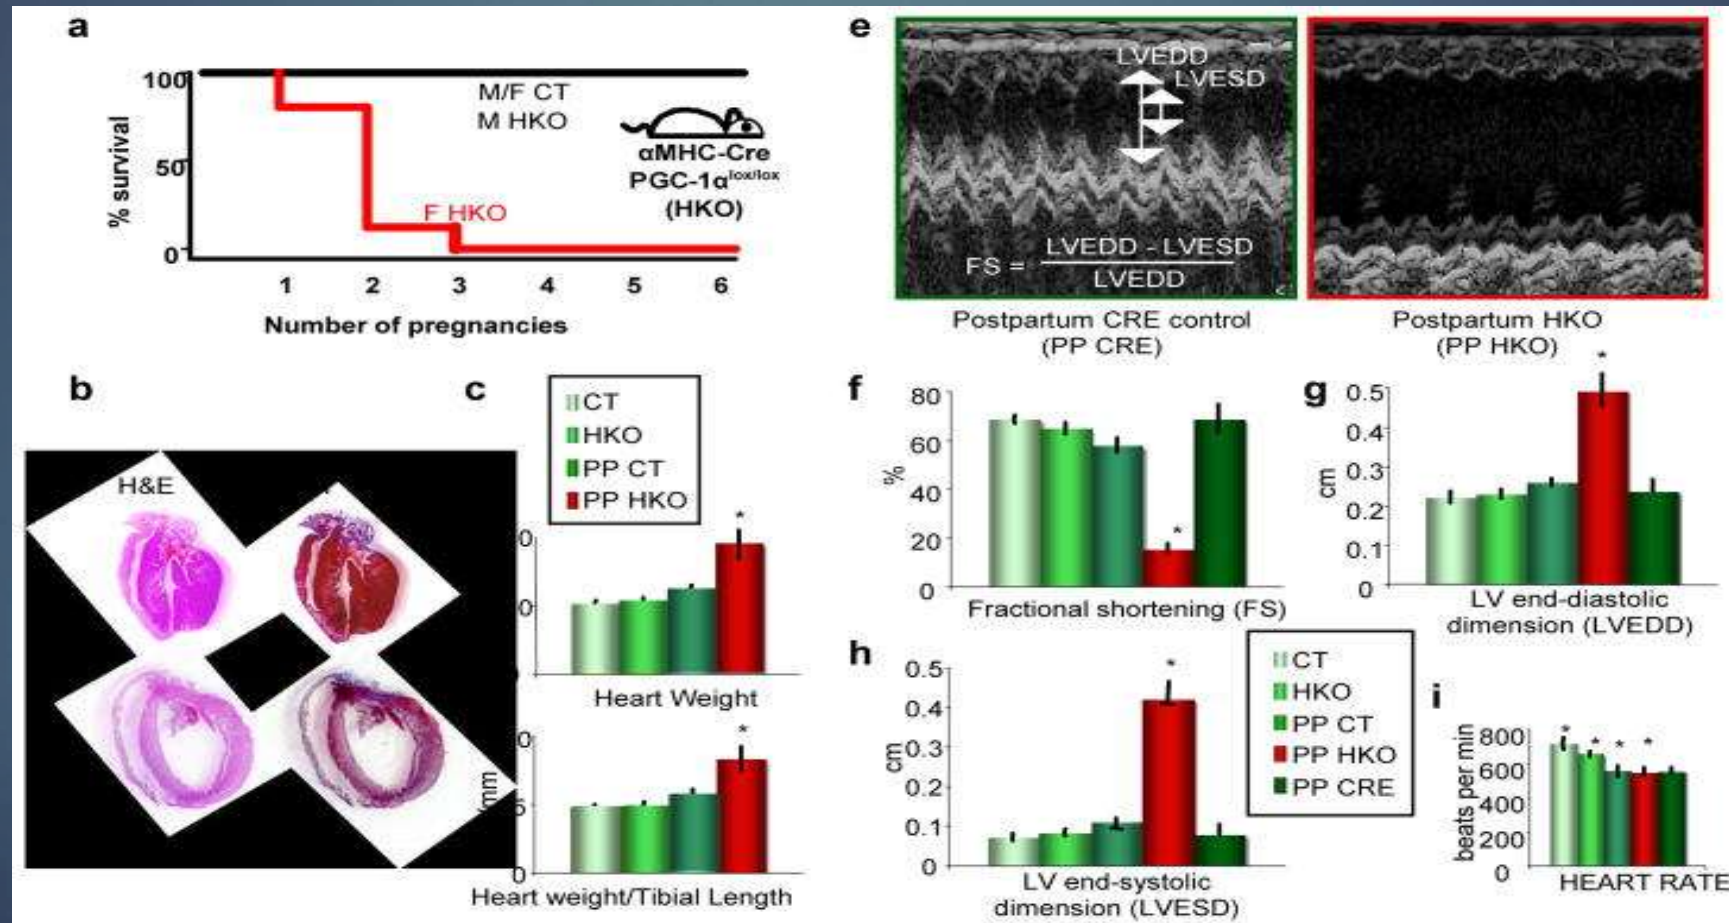 a
100
50
0
% survival
M/F CT
M HKO
αMHC-Cre
PGC-1α^lox/lox
(HKO)
F HKO
1 2 3 4 5 6
Number of pregnancies
b
H&E
c
CT
HKO
PP CT
PP HKO
*
0
0
Heart Weight
*
0
5
0
mm
Heart weight/Tibial Length
e
LVEDD
LVESD
FS = LVEDD - LVESD
LVEDD
Postpartum CRE control
(PP CRE)
Postpartum HKO
(PP HKO)
f
80
60
40
20
0
%
*
Fractional shortening (FS)
g
0.5
0.4
0.3
0.2
0.1
0
cm
*
LV end-diastolic
dimension (LVEDD)
h
0.5
0.4
0.3
0.2
0.1
0
cm
*
LV end-systolic
dimension (LVESD)
CT
HKO
PP CT
PP HKO
PP CRE
i
800
600
400
200
0
beats per min
* * * *
HEART RATE